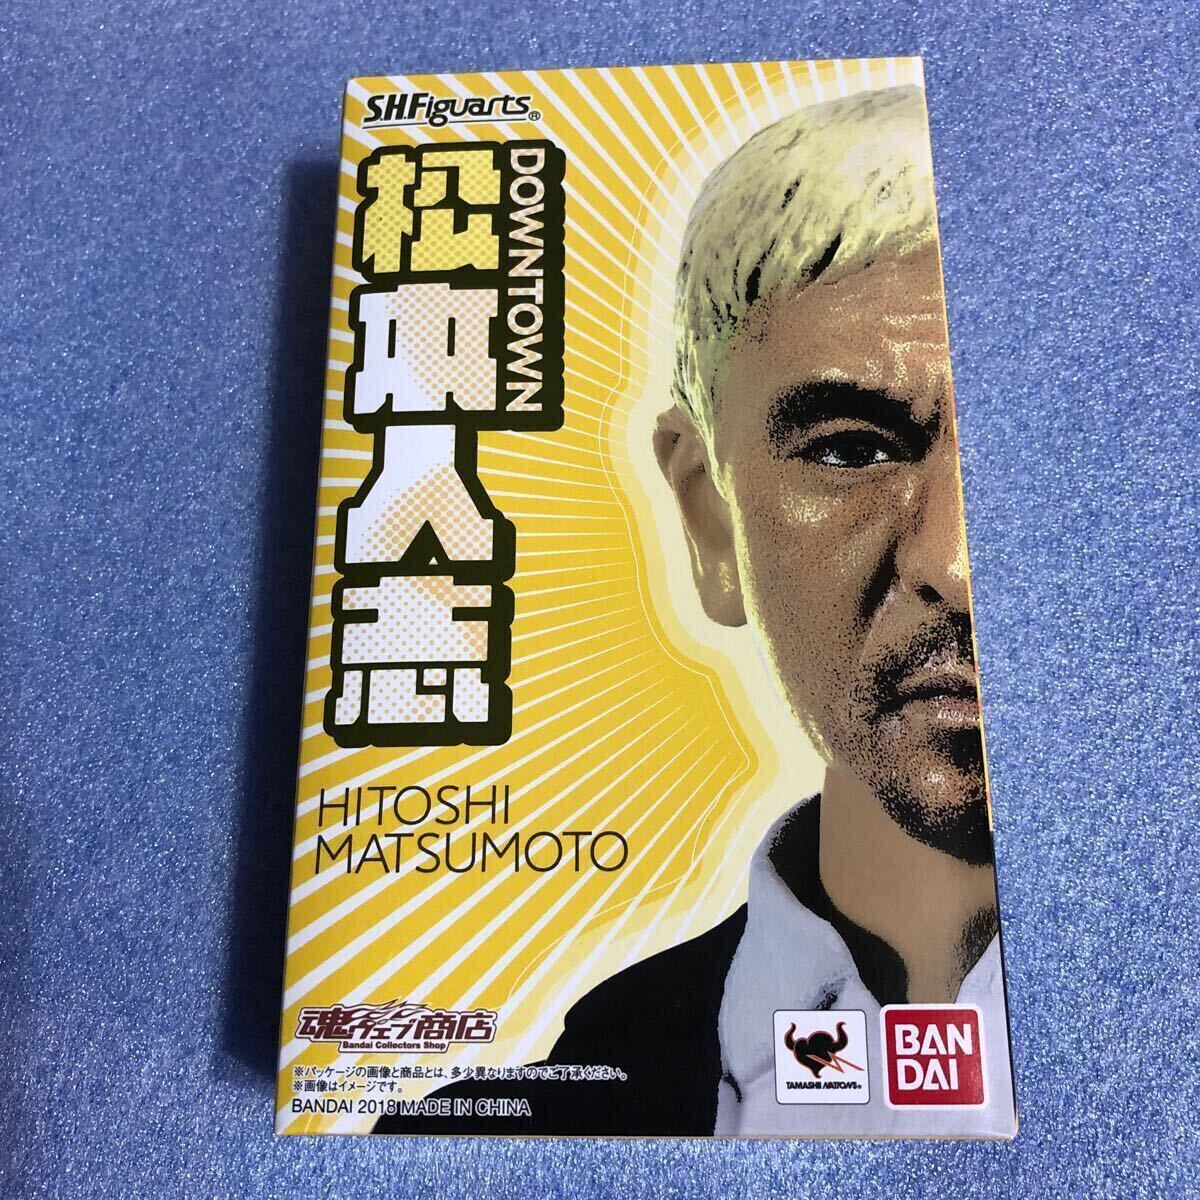 S.H.Figuarts®
松本人志
DOWNTOWN
HITOSHI
MATSUMOTO
魂ウェブ商店
Bandai Collectors Shop
※パッケージの画像と商品とは、多少異なりますのでご了承ください。
※画像はイメージです。
BANDAI 2018 MADE IN CHINA
TAMASHII NATIONS®
BAN
DAI